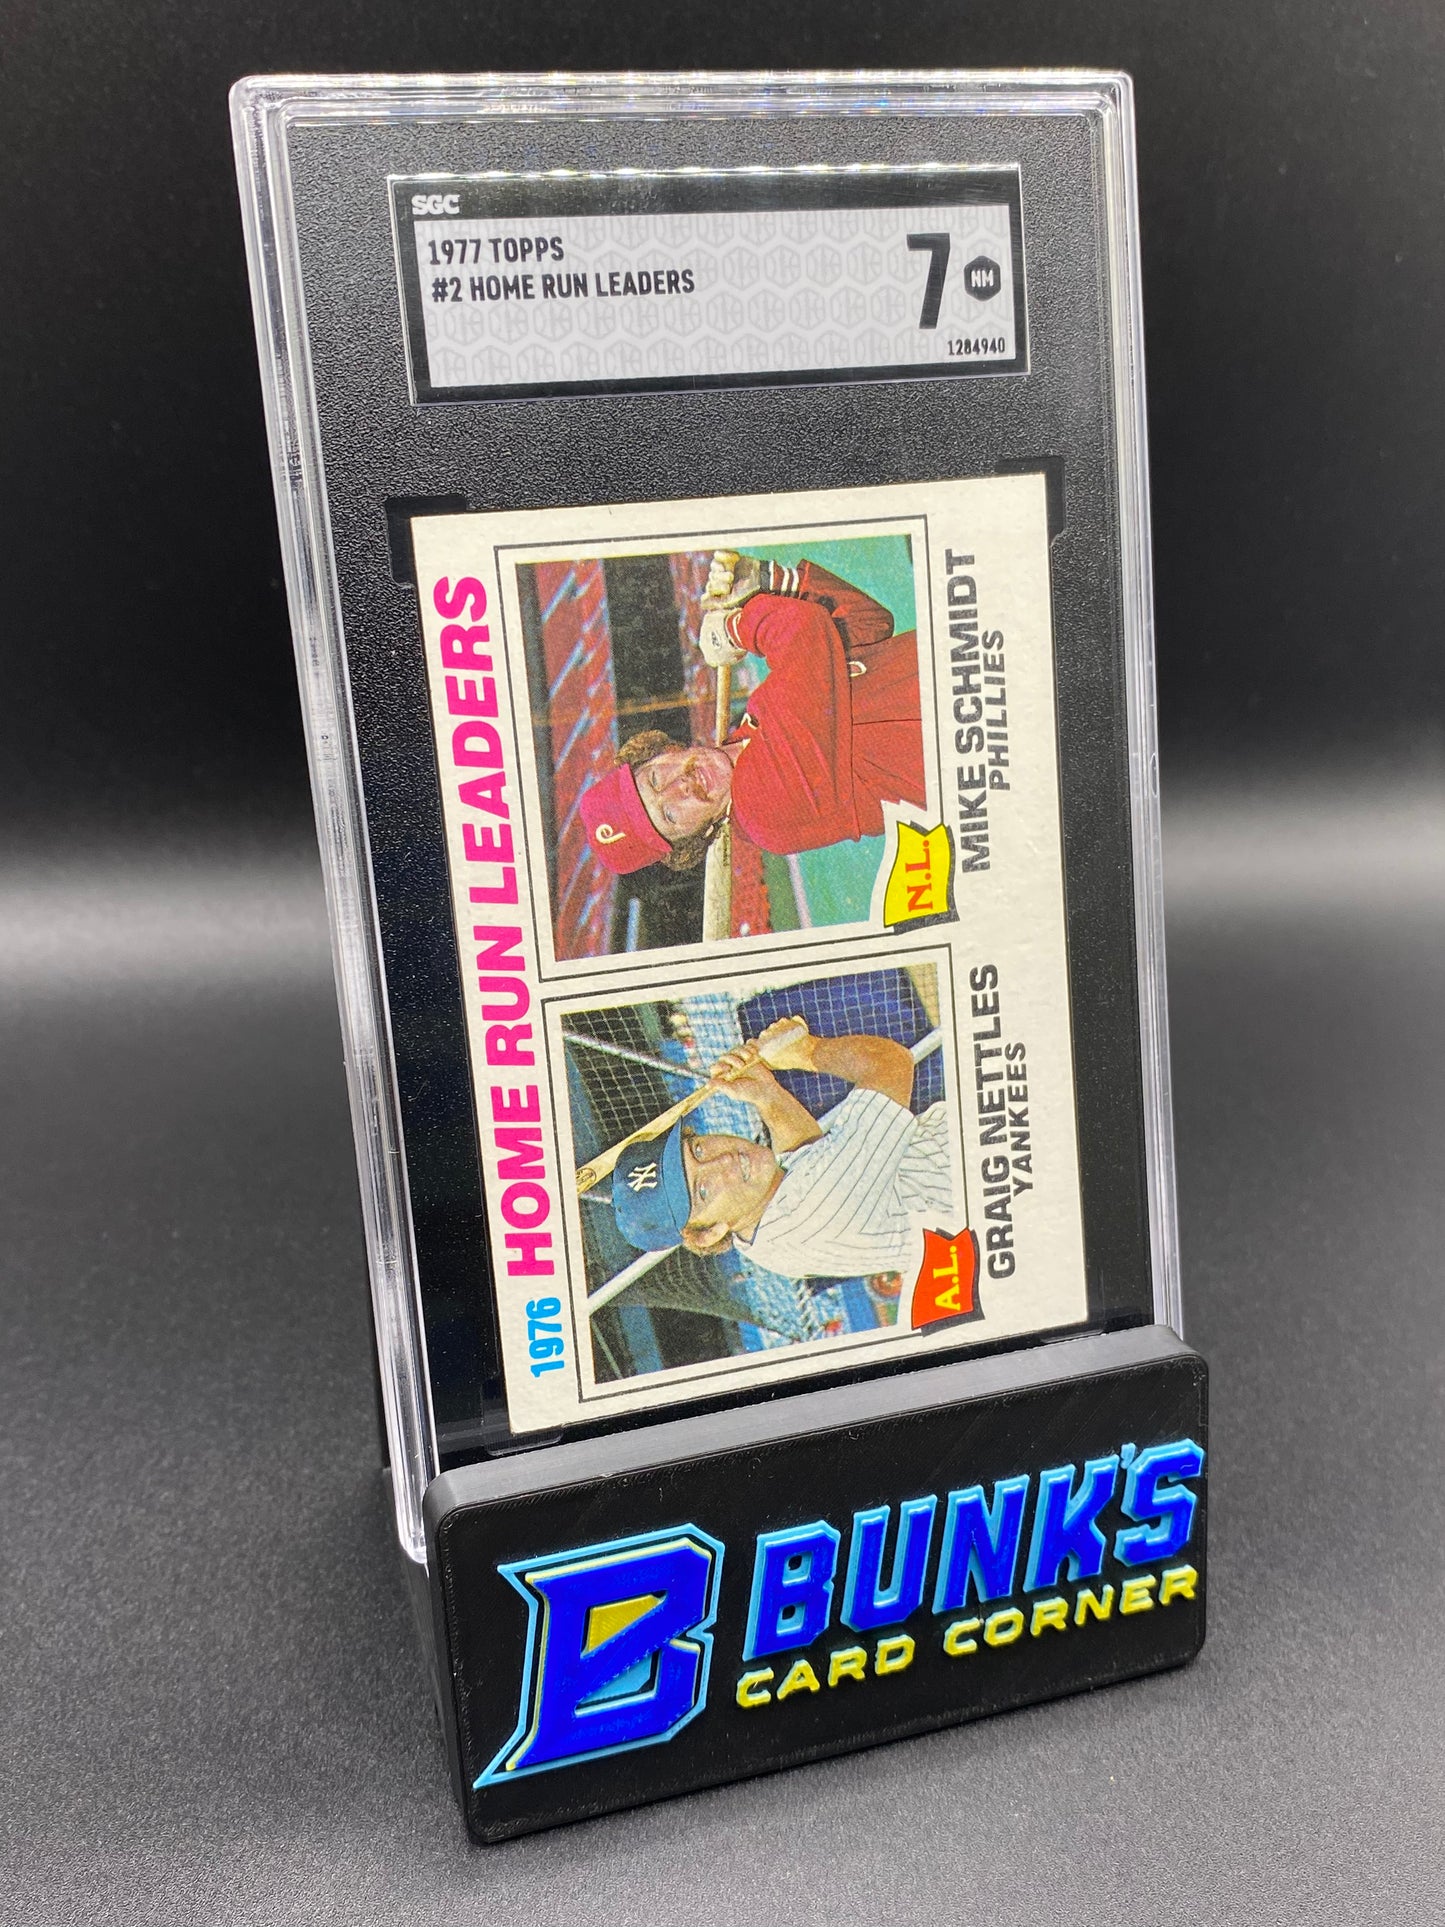 SGC
1977 TOPPS
#2 HOME RUN LEADERS
7 NM
1284940
1976 HOME RUN LEADERS
A.L.
GRAIG NETTLES
YANKEES
N.L.
MIKE SCHMIDT
PHILLIES
P
NY
B
BUNK'S
CARD CORNER